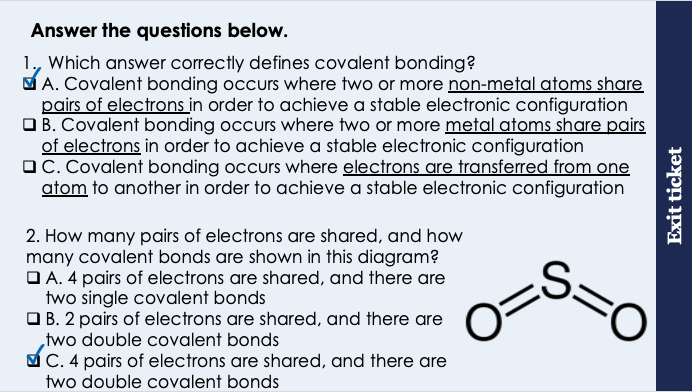 Answer the questions below.
1. Which answer correctly defines covalent bonding?
A. Covalent bonding occurs where two or more non-metal atoms share
pairs of electrons in order to achieve a stable electronic configuration
B. Covalent bonding occurs where two or more metal atoms share pairs
of electrons in order to achieve a stable electronic configuration
C. Covalent bonding occurs where electrons are transferred from one
atom to another in order to achieve a stable electronic configuration
2. How many pairs of electrons are shared, and how
many covalent bonds are shown in this diagram?
A. 4 pairs of electrons are shared, and there are
two single covalent bonds
B. 2 pairs of electrons are shared, and there are
two double covalent bonds
C. 4 pairs of electrons are shared, and there are
two double covalent bonds
S
O O
Exit ticket